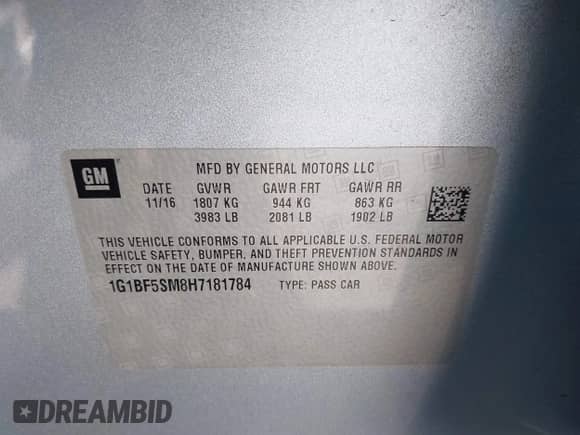 GM
MFD BY GENERAL MOTORS LLC
DATE GVWR GAWR FRT GAWR RR
11/16 1807 KG 944 KG 863 KG
3983 LB 2081 LB 1902 LB
THIS VEHICLE CONFORMS TO ALL APPLICABLE U.S. FEDERAL MOTOR
VEHICLE SAFETY, BUMPER, AND THEFT PREVENTION STANDARDS IN
EFFECT ON THE DATE OF MANUFACTURE SHOWN ABOVE.
1G1BF5SM8H7181784 TYPE: PASS CAR
DREAMBID